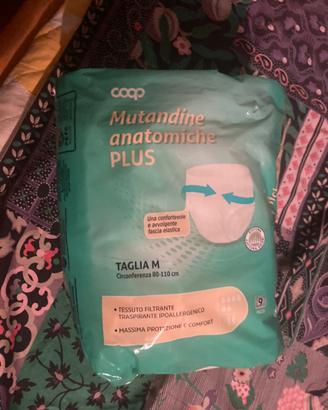 coop
Mutandine
anatomiche
PLUS
Una confortevole
e avvolgente
fascia elastica
TAGLIA M
Circonferenza 80-110 cm
• TESSUTO FILTRANTE
TRASPIRANTE IPOALLERGENICO
• MASSIMA PROTEZIONE E COMFORT
9